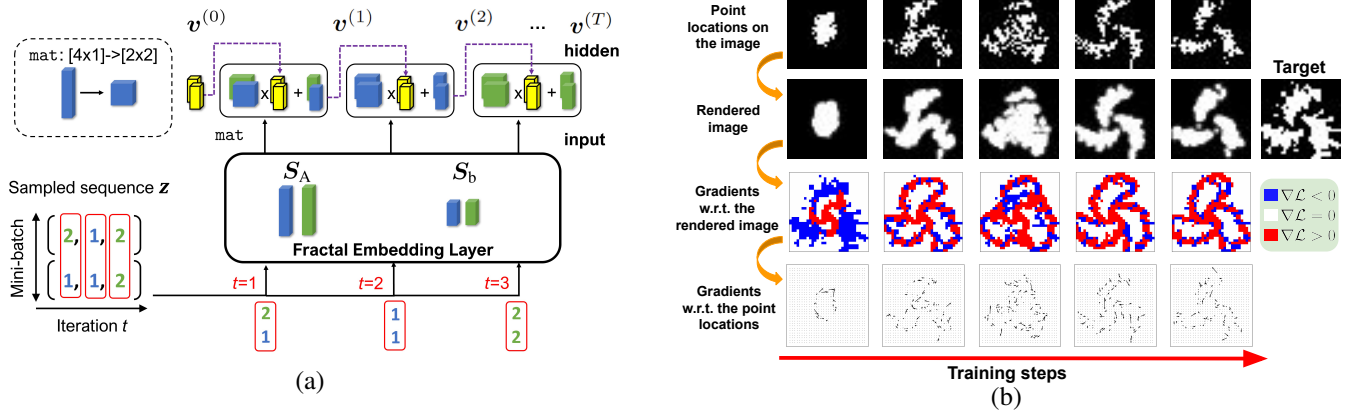 v(0) v(1) v(2) ... v(T)
hidden
mat: [4x1]->[2x2]
x + x + x +
mat
input
S_A S_b
Fractal Embedding Layer
Sampled sequence z
Mini-batch
2, 1, 2
1, 1, 2
Iteration t
t=1 t=2 t=3
2 1 2
1 1 2
(a)
Point
locations on
the image
Target
Rendered
image
Gradients
w.r.t. the
rendered image
∇L < 0
∇L = 0
∇L > 0
Gradients
w.r.t. the point
locations
Training steps
(b)